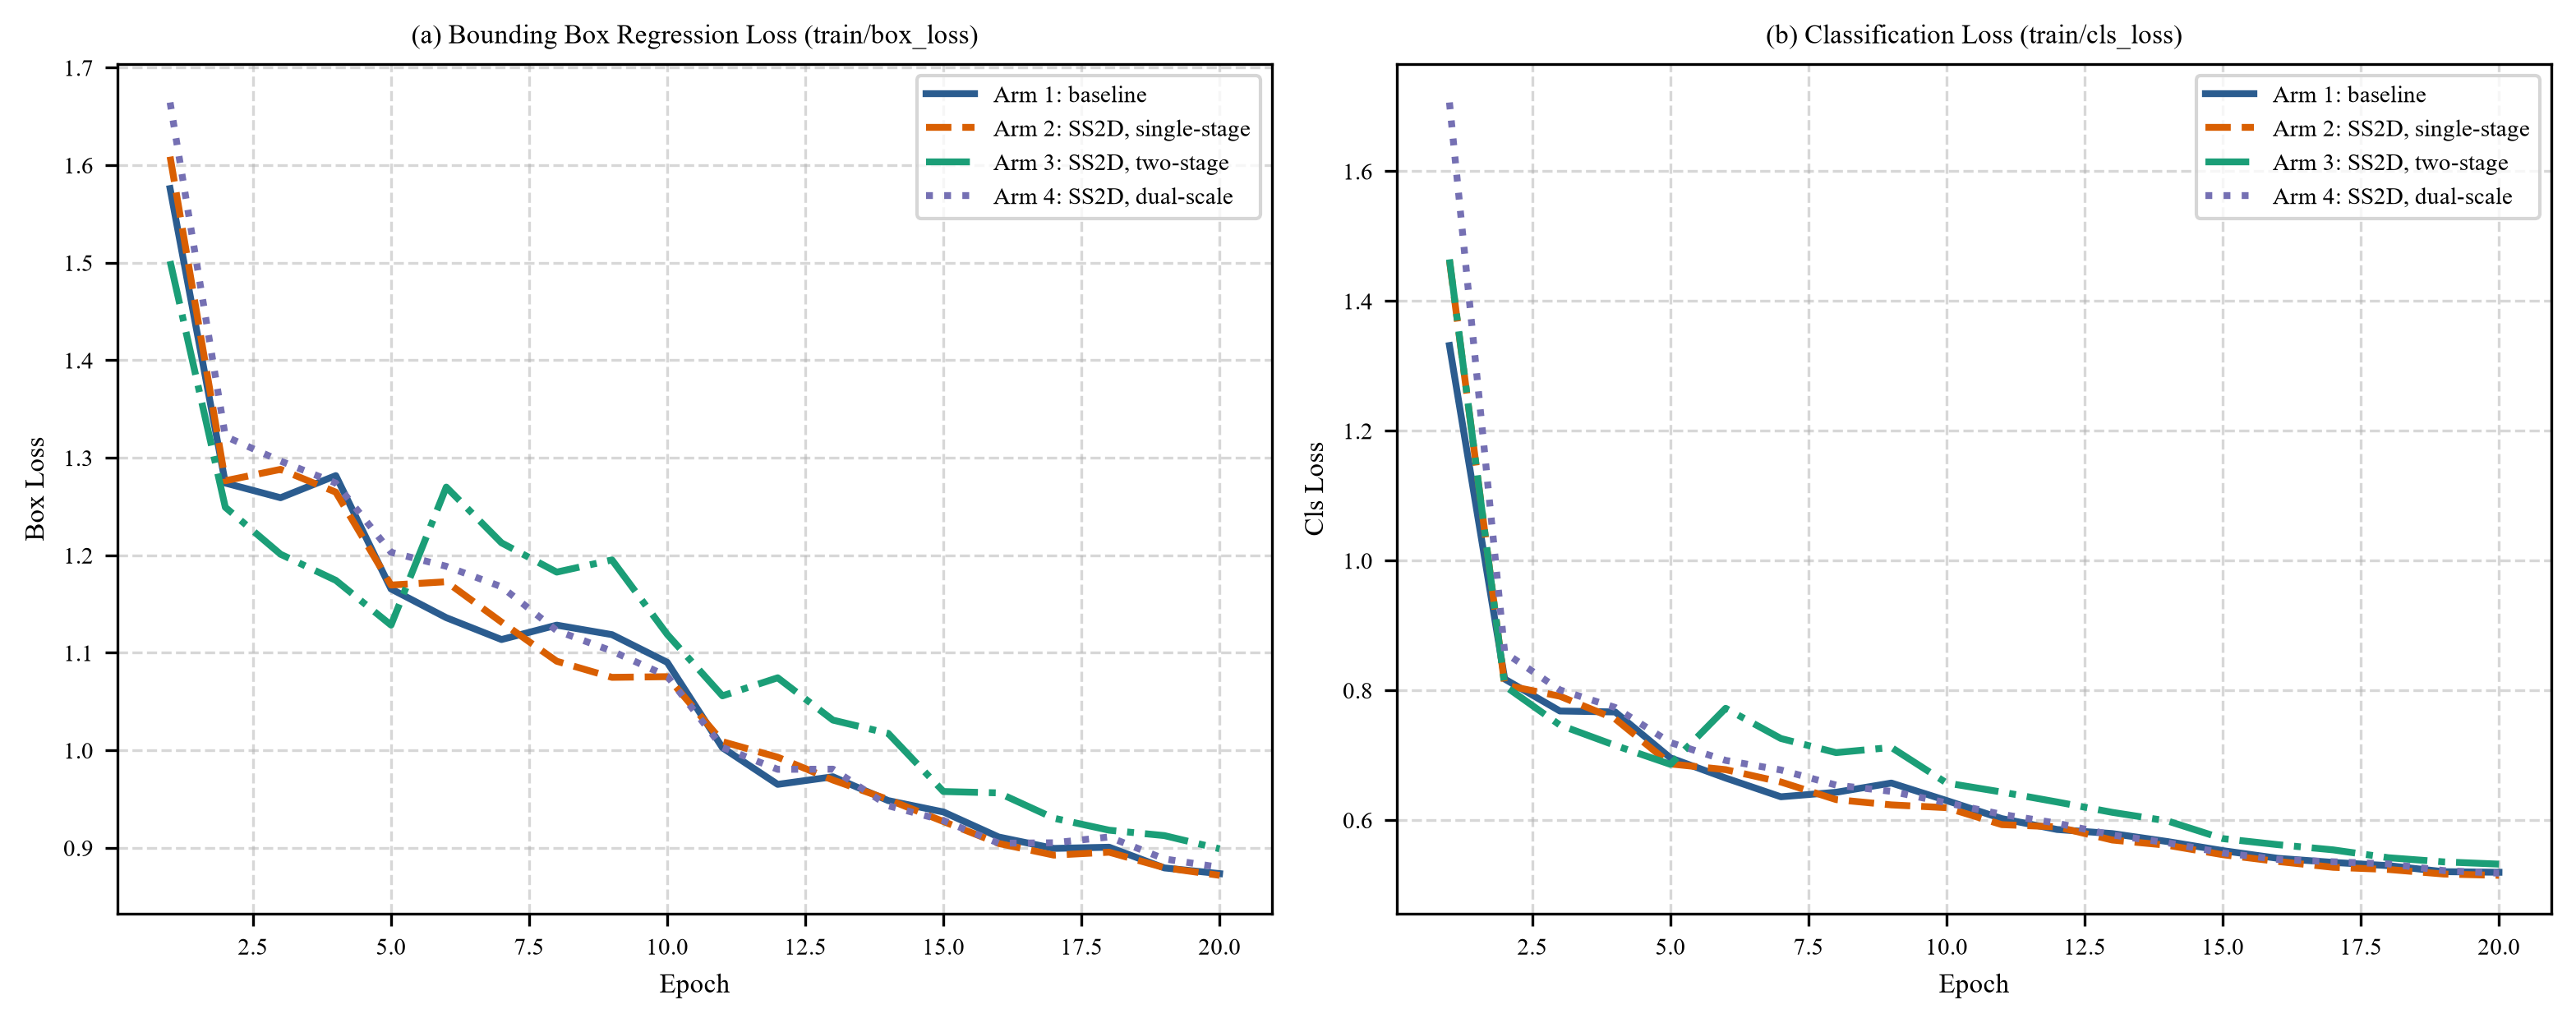 (a) Bounding Box Regression Loss (train/box_loss)
1.7
1.6
1.5
1.4
1.3
1.2
1.1
1.0
0.9
Box Loss
Arm 1: baseline
Arm 2: SS2D, single-stage
Arm 3: SS2D, two-stage
Arm 4: SS2D, dual-scale
2.5 5.0 7.5 10.0 12.5 15.0 17.5 20.0
Epoch
(b) Classification Loss (train/cls_loss)
1.6
1.4
1.2
1.0
0.8
0.6
Cls Loss
Arm 1: baseline
Arm 2: SS2D, single-stage
Arm 3: SS2D, two-stage
Arm 4: SS2D, dual-scale
2.5 5.0 7.5 10.0 12.5 15.0 17.5 20.0
Epoch